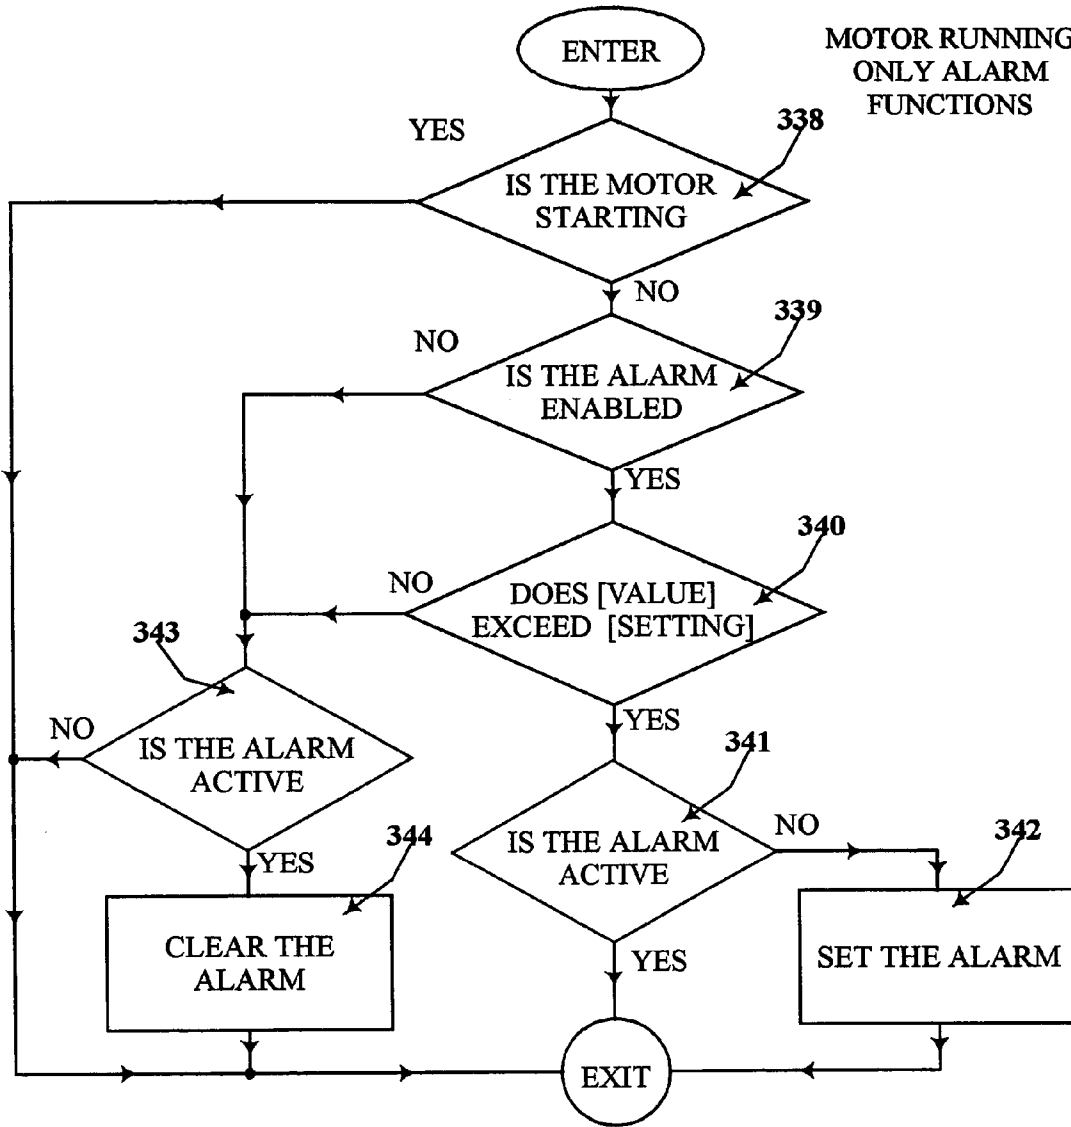 ENTER
MOTOR RUNNING
ONLY ALARM
FUNCTIONS
YES
338
IS THE MOTOR
STARTING
NO
339
NO
IS THE ALARM
ENABLED
YES
340
NO
DOES [VALUE]
EXCEED [SETTING]
343
YES
NO
341
IS THE ALARM
ACTIVE
NO
342
IS THE ALARM
ACTIVE
344
YES
CLEAR THE
ALARM
YES
SET THE ALARM
EXIT